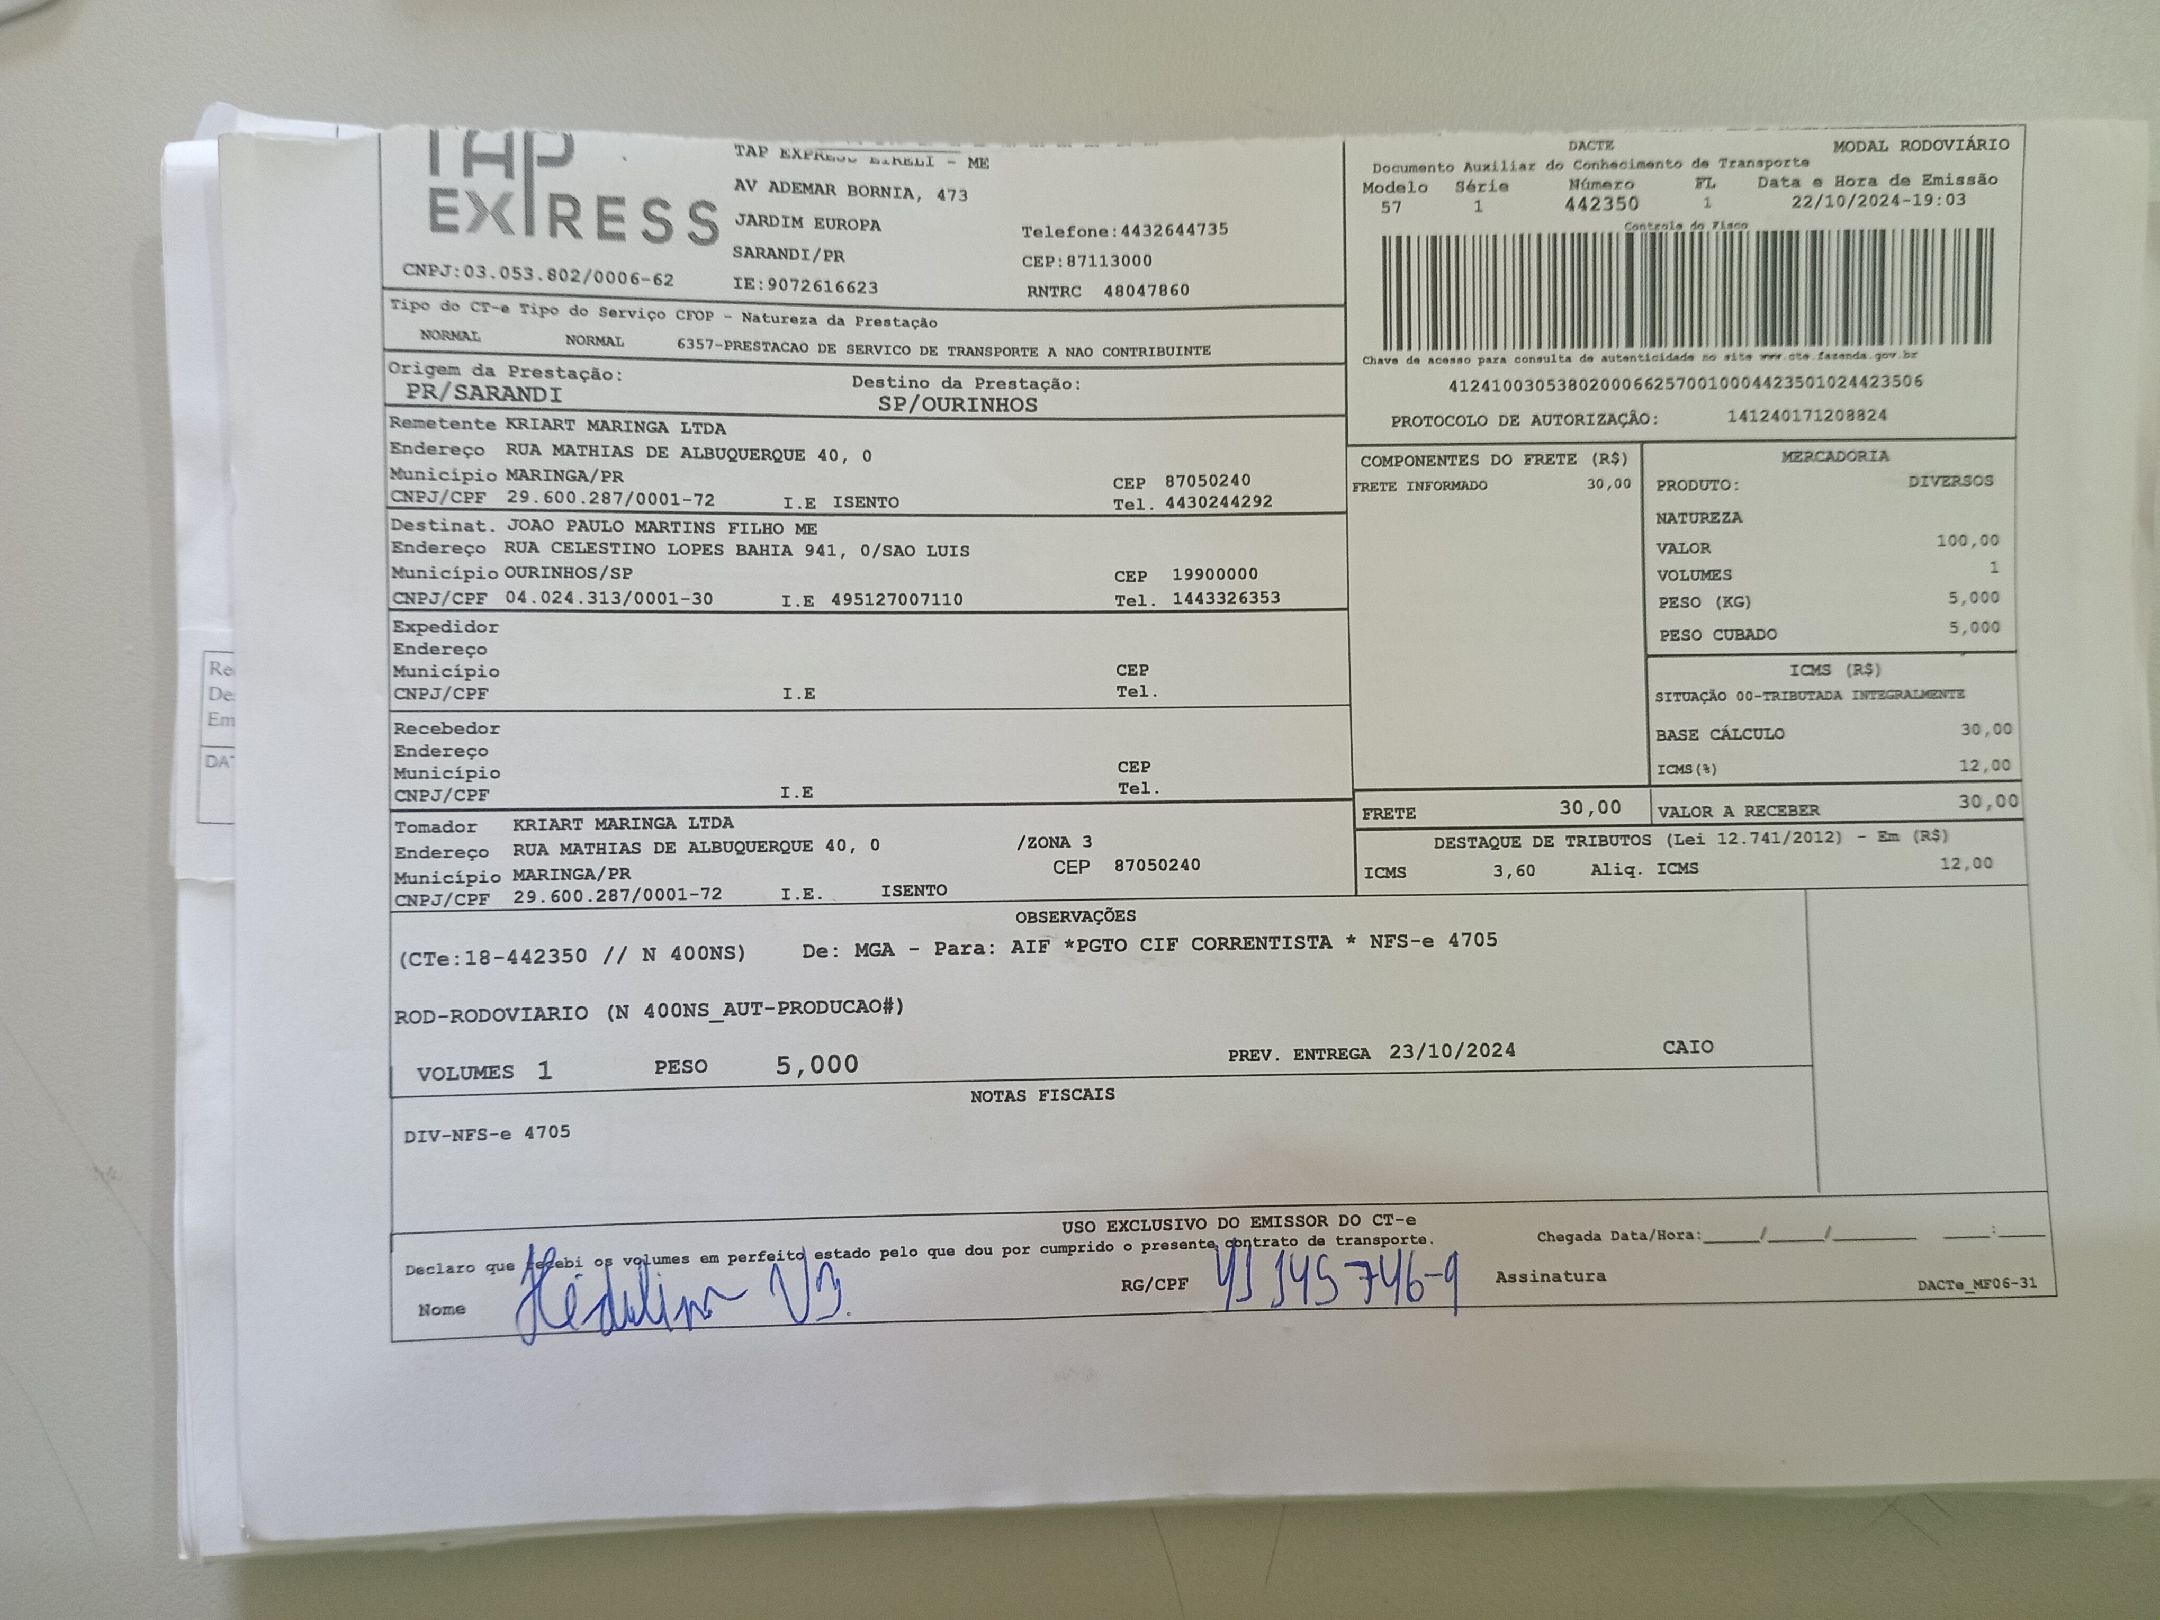 TAP
EXPRESS
CNPJ:03.053.802/0006-62
TAP EXPRESS EIRELI - ME
AV ADEMAR BORNIA, 473
JARDIM EUROPA
SARANDI/PR
IE:9072616623
Telefone:4432644735
CEP:87113000
RNTRC 48047860
DACTE MODAL RODOVIÁRIO
Documento Auxiliar do Conhecimento de Transporte
Modelo Série Número FL Data e Hora de Emissão
57 1 442350 1 22/10/2024-19:03
Controle do Fisco
Chave de acesso para consulta de autenticidade no site www.cte.fazenda.gov.br
41241003053802000662570010004423501024423506
PROTOCOLO DE AUTORIZAÇÃO: 141240171208824
Tipo do CT-e Tipo do Serviço CFOP - Natureza da Prestação
NORMAL NORMAL 6357-PRESTACAO DE SERVICO DE TRANSPORTE A NAO CONTRIBUINTE
Origem da Prestação: Destino da Prestação:
PR/SARANDI SP/OURINHOS
Remetente KRIART MARINGA LTDA
Endereço RUA MATHIAS DE ALBUQUERQUE 40, 0
Município MARINGA/PR CEP 87050240
CNPJ/CPF 29.600.287/0001-72 I.E ISENTO Tel. 4430244292
Destinat. JOAO PAULO MARTINS FILHO ME
Endereço RUA CELESTINO LOPES BAHIA 941, 0/SAO LUIS
Município OURINHOS/SP CEP 19900000
CNPJ/CPF 04.024.313/0001-30 I.E 495127007110 Tel. 1443326353
Expedidor
Endereço
Município CEP
CNPJ/CPF I.E Tel.
Recebedor
Endereço
Município CEP
CNPJ/CPF I.E Tel.
Tomador KRIART MARINGA LTDA
Endereço RUA MATHIAS DE ALBUQUERQUE 40, 0 /ZONA 3
Município MARINGA/PR CEP 87050240
CNPJ/CPF 29.600.287/0001-72 I.E. ISENTO
COMPONENTES DO FRETE (R$)
FRETE INFORMADO 30,00
MERCADORIA
PRODUTO: DIVERSOS
NATUREZA
VALOR 100,00
VOLUMES 1
PESO (KG) 5,000
PESO CUBADO 5,000
ICMS (R$)
SITUAÇÃO 00-TRIBUTADA INTEGRALMENTE
BASE CÁLCULO 30,00
ICMS(%) 12,00
FRETE 30,00 VALOR A RECEBER 30,00
DESTAQUE DE TRIBUTOS (Lei 12.741/2012) - Em (R$)
ICMS 3,60 Aliq. ICMS 12,00
OBSERVAÇÕES
(CTe:18-442350 // N 400NS) De: MGA - Para: AIF *PGTO CIF CORRENTISTA * NFS-e 4705
ROD-RODOVIARIO (N 400NS_AUT-PRODUCAO#)
VOLUMES 1 PESO 5,000 PREV. ENTREGA 23/10/2024 CAIO
NOTAS FISCAIS
DIV-NFS-e 4705
USO EXCLUSIVO DO EMISSOR DO CT-e
Declaro que recebi os volumes em perfeito estado pelo que dou por cumprido o presente contrato de transporte.
Chegada Data/Hora:____/____/______ ___:___
Nome RG/CPF Assinatura
DACTe_MF06-31
Re
De
Em
DA